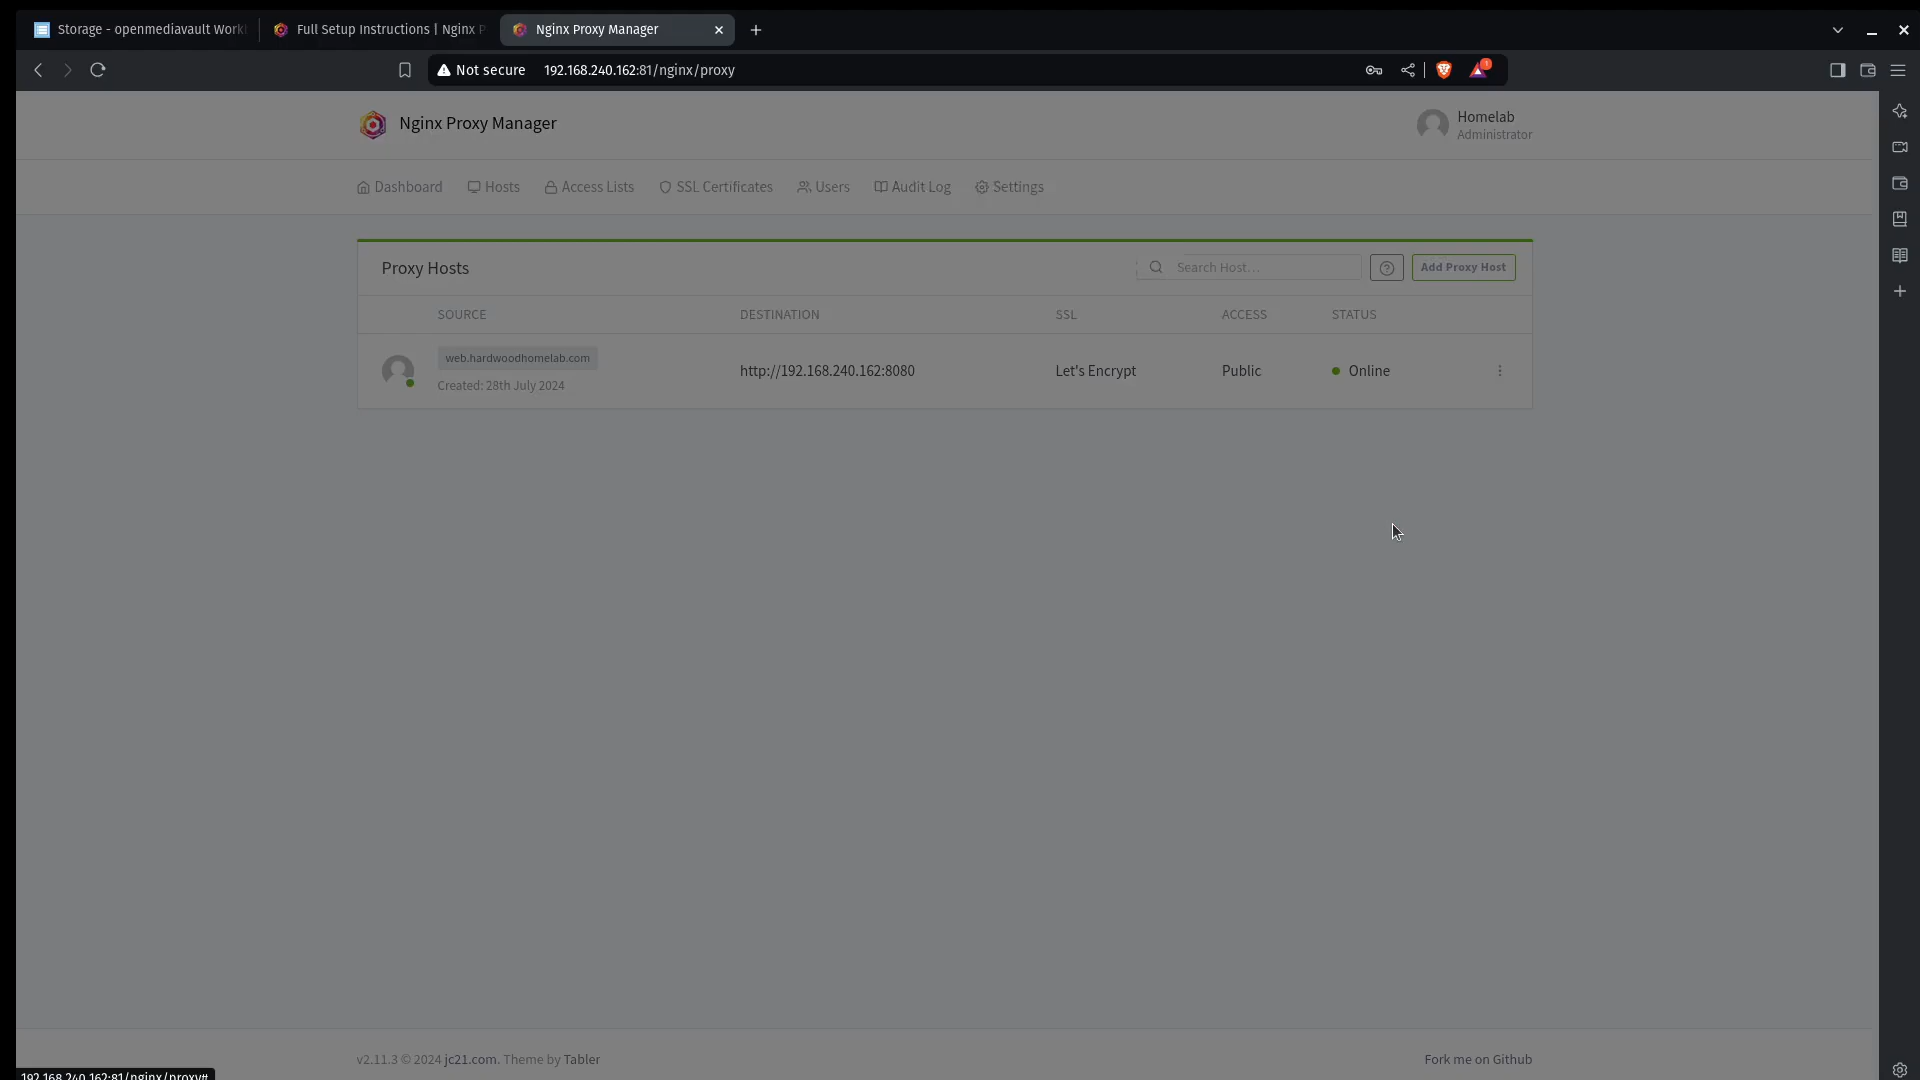 Storage - openmediavault Work
Full Setup Instructions | Nginx P
Nginx Proxy Manager
Not secure
192.168.240.162:81/nginx/proxy
1
Nginx Proxy Manager
Homelab
Administrator
Dashboard
Hosts
Access Lists
SSL Certificates
Users
Audit Log
Settings
Proxy Hosts
Search Host…
Add Proxy Host
SOURCE
DESTINATION
SSL
ACCESS
STATUS
web.hardwoodhomelab.com
Created: 28th July 2024
http://192.168.240.162:8080
Let's Encrypt
Public
Online
v2.11.3 © 2024 jc21.com. Theme by Tabler
Fork me on Github
192.168.240.162:81/nginx/proxy#